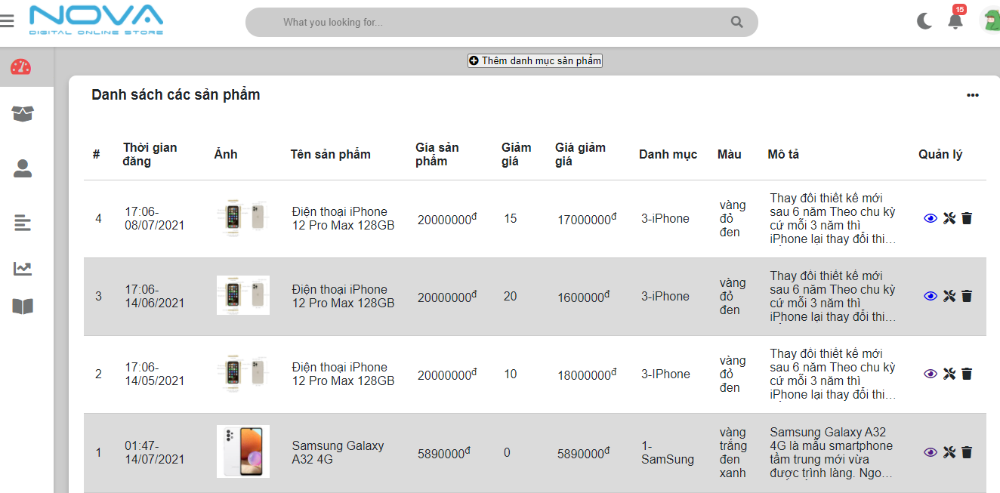 NOVA
DIGITAL ONLINE STORE
What you looking for...
15
Thêm danh mục sản phẩm
Danh sách các sản phẩm
# Thời gian đăng Ảnh Tên sản phẩm Gía sản phẩm Giảm giá Giá giảm giá Danh mục Màu Mô tả Quản lý
4
17:06-
08/07/2021
Điện thoại iPhone
12 Pro Max 128GB
20000000đ
15
17000000đ
3-iPhone
vàng
đỏ
đen
Thay đổi thiết kế mới
sau 6 năm Theo chu kỳ
cứ mỗi 3 năm thì
iPhone lại thay đổi thi...
3
17:06-
14/06/2021
Điện thoại iPhone
12 Pro Max 128GB
20000000đ
20
1600000đ
3-iPhone
vàng
đỏ
đen
Thay đổi thiết kế mới
sau 6 năm Theo chu kỳ
cứ mỗi 3 năm thì
iPhone lại thay đổi thi...
2
17:06-
14/05/2021
Điện thoại iPhone
12 Pro Max 128GB
20000000đ
10
18000000đ
3-IPhone
vàng
đỏ
đen
Thay đổi thiết kế mới
sau 6 năm Theo chu kỳ
cứ mỗi 3 năm thì
iPhone lại thay đổi thi...
1
01:47-
14/07/2021
Samsung Galaxy
A32 4G
5890000đ
0
5890000đ
1-
SamSung
vàng
trắng
đen
xanh
Samsung Galaxy A32
4G là mẫu smartphone
tầm trung mới vừa
được trình làng. Ngo...